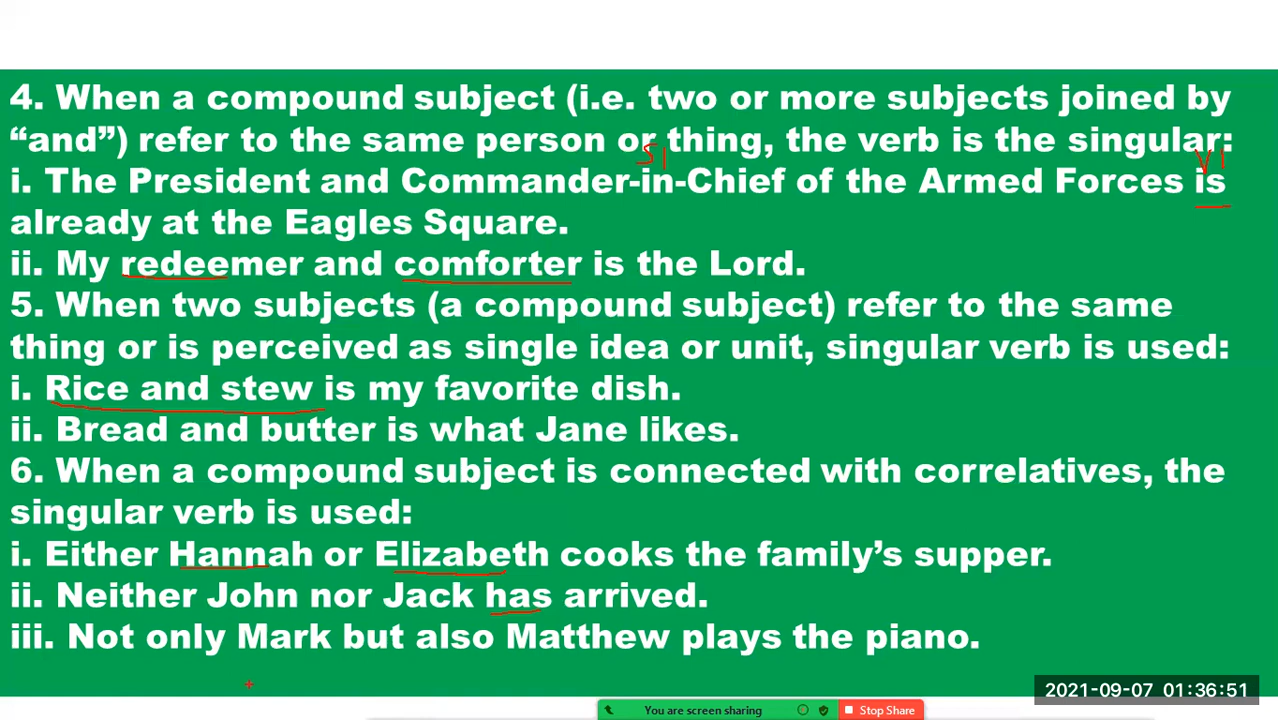 4. When a compound subject (i.e. two or more subjects joined by
“and”) refer to the same person or thing, the verb is the singular:
S1 V1
i. The President and Commander-in-Chief of the Armed Forces is
already at the Eagles Square.
ii. My redeemer and comforter is the Lord.
5. When two subjects (a compound subject) refer to the same
thing or is perceived as single idea or unit, singular verb is used:
i. Rice and stew is my favorite dish.
ii. Bread and butter is what Jane likes.
6. When a compound subject is connected with correlatives, the
singular verb is used:
i. Either Hannah or Elizabeth cooks the family’s supper.
ii. Neither John nor Jack has arrived.
iii. Not only Mark but also Matthew plays the piano.
2021-09-07 01:36:51
You are screen sharing Stop Share